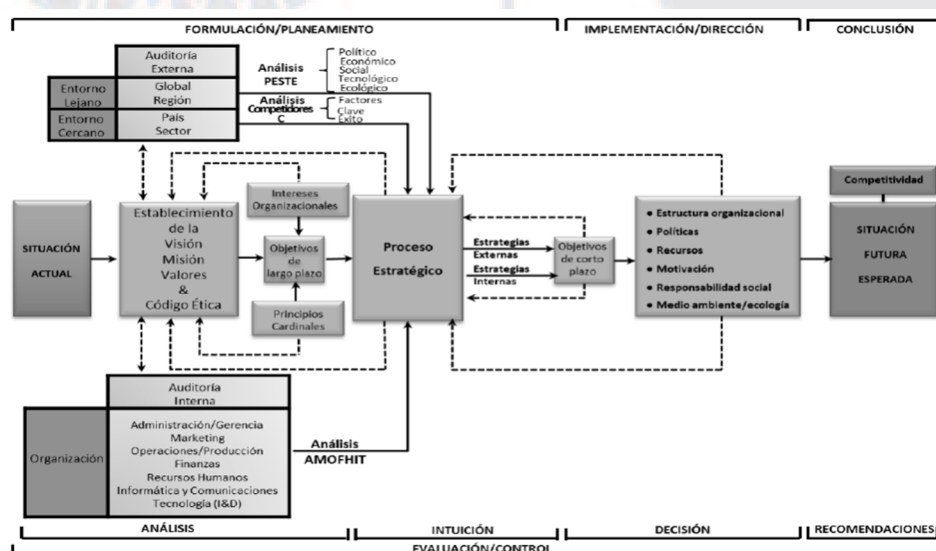 FORMULACIÓN/PLANEAMIENTO
IMPLEMENTACIÓN/DIRECCIÓN
CONCLUSIÓN
Auditoría
Externa
Entorno
Lejano
Global
Región
Entorno
Cercano
País
Sector
Análisis
PESTE
Político
Económico
Social
Tecnológico
Ecológico
Análisis
Competidores
C
Factores
Clave
Éxito
SITUACIÓN
ACTUAL
Establecimiento
de la
Visión
Misión
Valores
&
Código Ética
Intereses
Organizacionales
Objetivos
de
largo plazo
Principios
Cardinales
Proceso
Estratégico
Estrategias
Externas
Estrategias
Internas
Objetivos
de corto
plazo
• Estructura organizacional
• Políticas
• Recursos
• Motivación
• Responsabilidad social
• Medio ambiente/ecología
Competitividad
SITUACIÓN
FUTURA
ESPERADA
Auditoría
Interna
Organización
Administración/Gerencia
Marketing
Operaciones/Producción
Finanzas
Recursos Humanos
Informática y Comunicaciones
Tecnología (I&D)
Análisis
AMOFHIT
ANÁLISIS
INTUICIÓN
DECISIÓN
RECOMENDACIONES
EVALUACIÓN/CONTROL